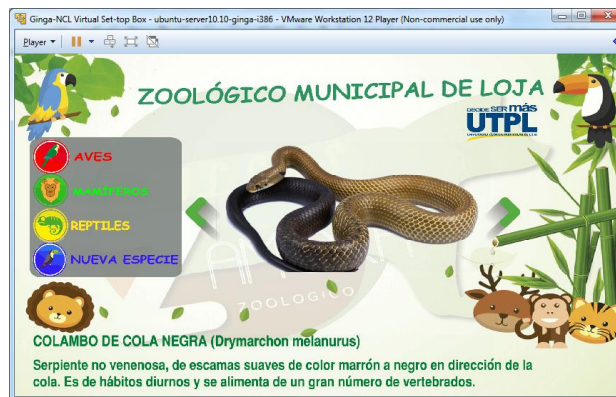 Ginga-NCL Virtual Set-top Box - ubuntu-server10.10-ginga-i386 - VMware Workstation 12 Player (Non-commercial use only)
Player
ZOOLÓGICO MUNICIPAL DE LOJA
DECIDE SER más
UTPL
AVES
MAMÍFEROS
REPTILES
NUEVA ESPECIE
ZOOLOGICO
COLAMBO DE COLA NEGRA (Drymarchon melanurus)
Serpiente no venenosa, de escamas suaves de color marrón a negro en dirección de la
cola. Es de hábitos diurnos y se alimenta de un gran número de vertebrados.